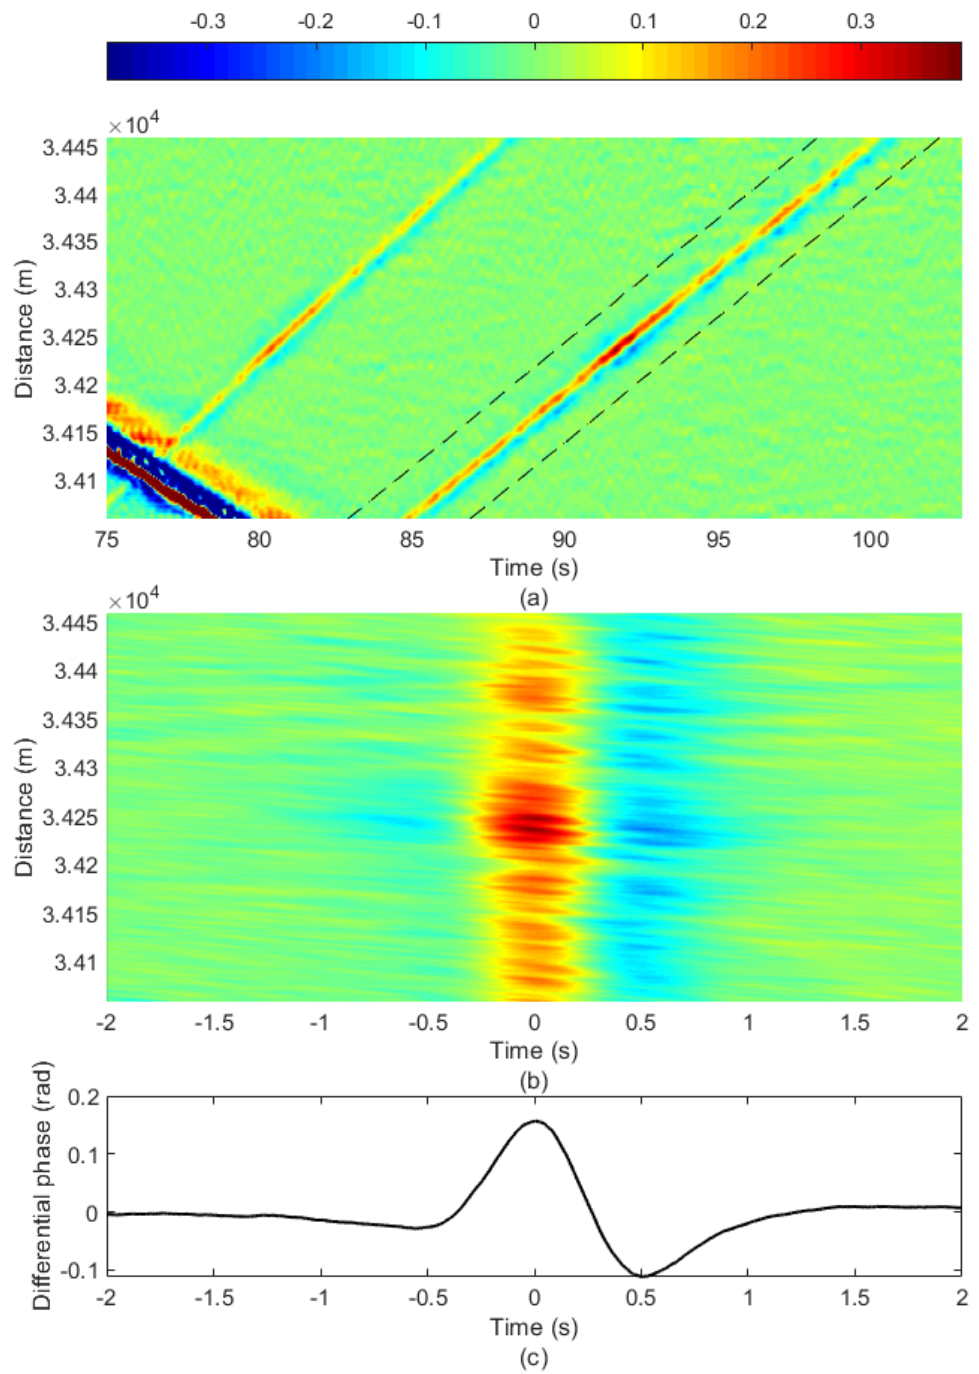 -0.3 -0.2 -0.1 0 0.1 0.2 0.3
×10⁴
3.445
3.44
3.435
3.43
3.425
3.42
3.415
3.41
Distance (m)
75 80 85 90 95 100
Time (s)
(a)
×10⁴
3.445
3.44
3.435
3.43
3.425
3.42
3.415
3.41
Distance (m)
-2 -1.5 -1 -0.5 0 0.5 1 1.5 2
Time (s)
(b)
0.2
0.1
0
-0.1
Differential phase (rad)
-2 -1.5 -1 -0.5 0 0.5 1 1.5 2
Time (s)
(c)